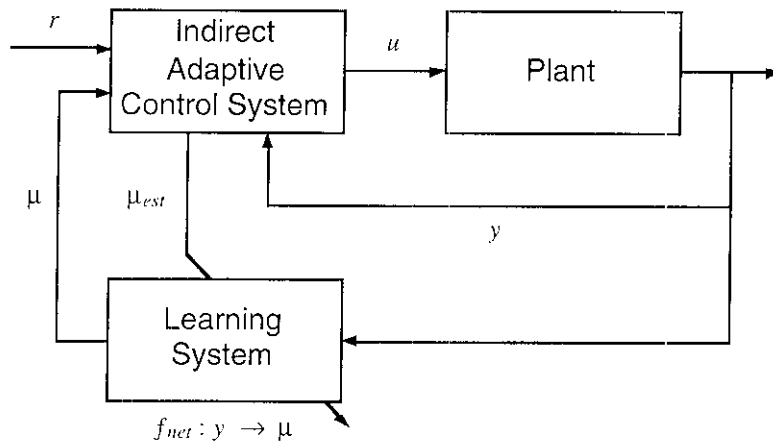 r
Indirect
Adaptive
Control System
u
Plant
μ
μest
y
Learning
System
fnet : y → μ